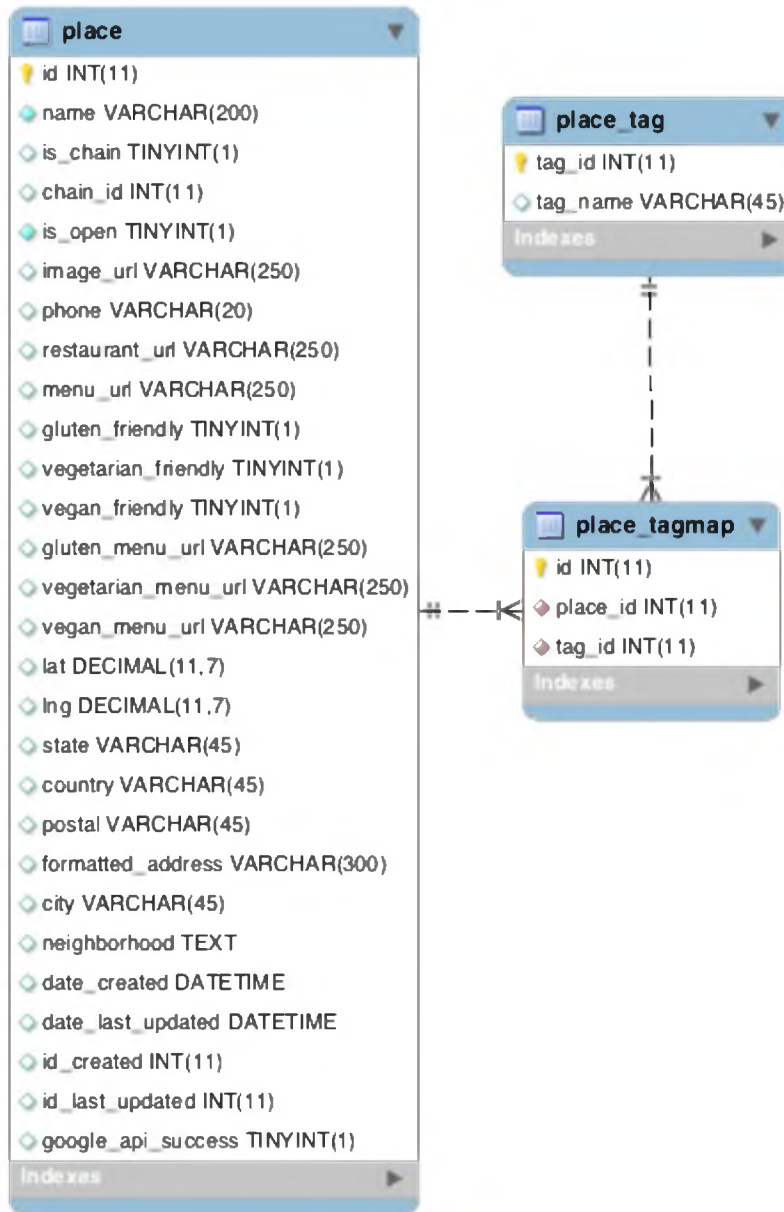 place
id INT(11)
name VARCHAR(200)
is_chain TINYINT(1)
chain_id INT(11)
is_open TINYINT(1)
image_url VARCHAR(250)
phone VARCHAR(20)
restaurant_url VARCHAR(250)
menu_url VARCHAR(250)
gluten_friendly TINYINT(1)
vegetarian_friendly TINYINT(1)
vegan_friendly TINYINT(1)
gluten_menu_url VARCHAR(250)
vegetarian_menu_url VARCHAR(250)
vegan_menu_url VARCHAR(250)
lat DECIMAL(11,7)
lng DECIMAL(11,7)
state VARCHAR(45)
country VARCHAR(45)
postal VARCHAR(45)
formatted_address VARCHAR(300)
city VARCHAR(45)
neighborhood TEXT
date_created DATETIME
date_last_updated DATETIME
id_created INT(11)
id_last_updated INT(11)
google_api_success TINYINT(1)
Indexes
place_tag
tag_id INT(11)
tag_name VARCHAR(45)
Indexes
place_tagmap
id INT(11)
place_id INT(11)
tag_id INT(11)
Indexes